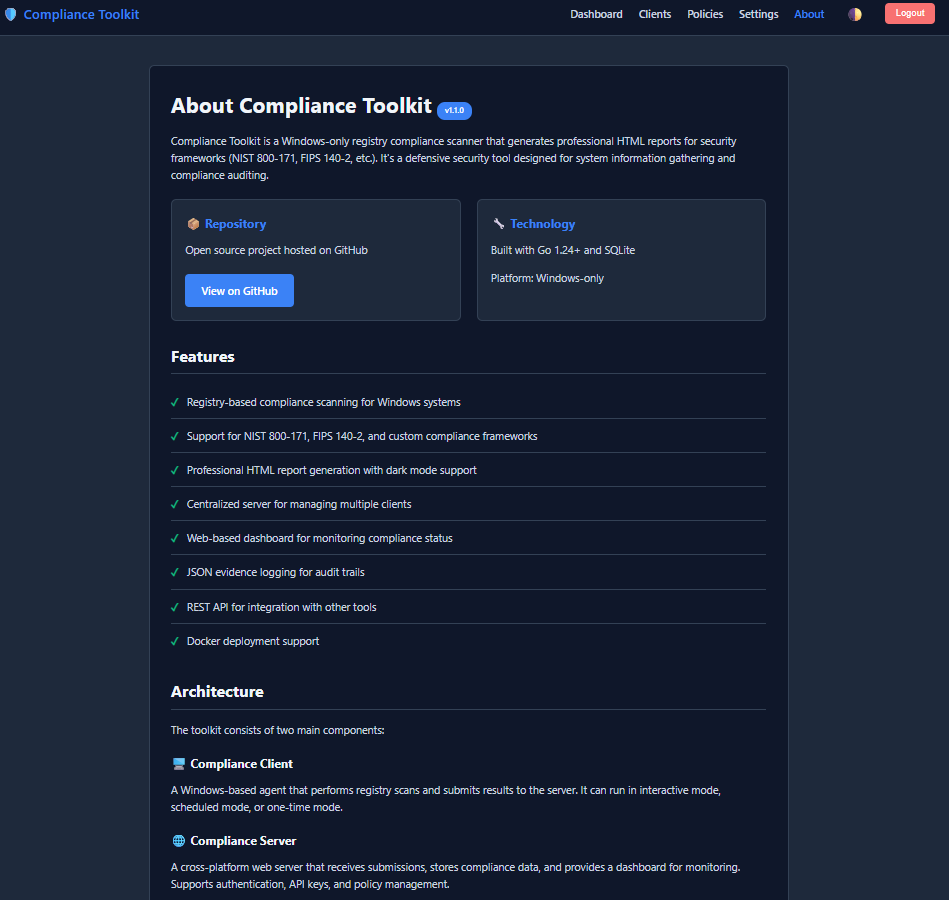 Compliance Toolkit
Dashboard Clients Policies Settings About Logout
About Compliance Toolkit v1.1.0
Compliance Toolkit is a Windows-only registry compliance scanner that generates professional HTML reports for security
frameworks (NIST 800-171, FIPS 140-2, etc.). It's a defensive security tool designed for system information gathering and
compliance auditing.
Repository
Open source project hosted on GitHub
View on GitHub
Technology
Built with Go 1.24+ and SQLite
Platform: Windows-only
Features
✓ Registry-based compliance scanning for Windows systems
✓ Support for NIST 800-171, FIPS 140-2, and custom compliance frameworks
✓ Professional HTML report generation with dark mode support
✓ Centralized server for managing multiple clients
✓ Web-based dashboard for monitoring compliance status
✓ JSON evidence logging for audit trails
✓ REST API for integration with other tools
✓ Docker deployment support
Architecture
The toolkit consists of two main components:
Compliance Client
A Windows-based agent that performs registry scans and submits results to the server. It can run in interactive mode,
scheduled mode, or one-time mode.
Compliance Server
A cross-platform web server that receives submissions, stores compliance data, and provides a dashboard for monitoring.
Supports authentication, API keys, and policy management.